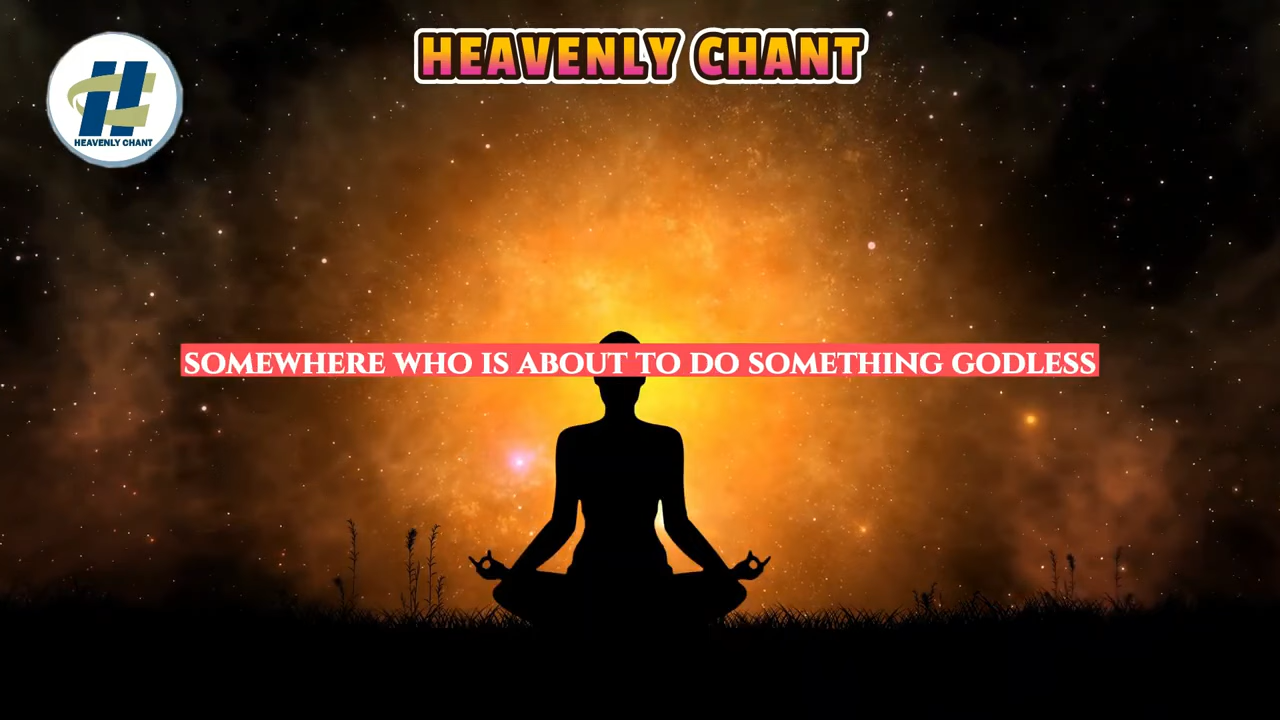 HEAVENLY CHANT
HEAVENLY CHANT
SOMEWHERE WHO IS ABOUT TO DO SOMETHING GODLESS